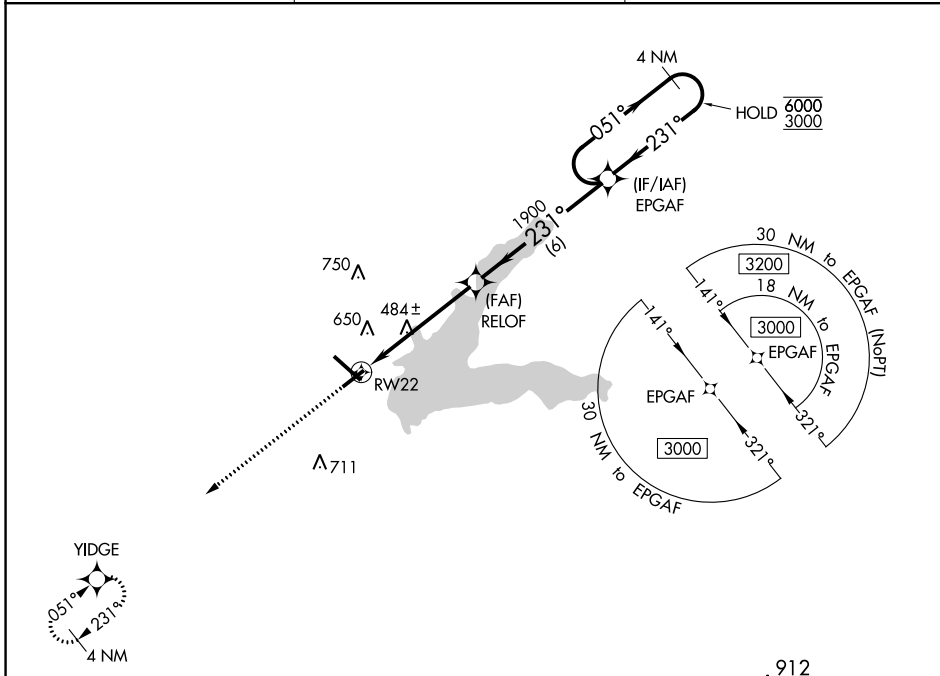 4 NM
HOLD 6000
3000
051°
231°
(IF/IAF)
EPGAF
1900
231°
(6)
30 NM to EPGAF (NoPT)
3200
141°
18 NM to EPGAF
3000
EPGAF
321°
750
484±
650
(FAF)
RELOF
RW22
141°
EPGAF
321°
3000
30 NM to EPGAF
711
YIDGE
051°
231°
4 NM
912